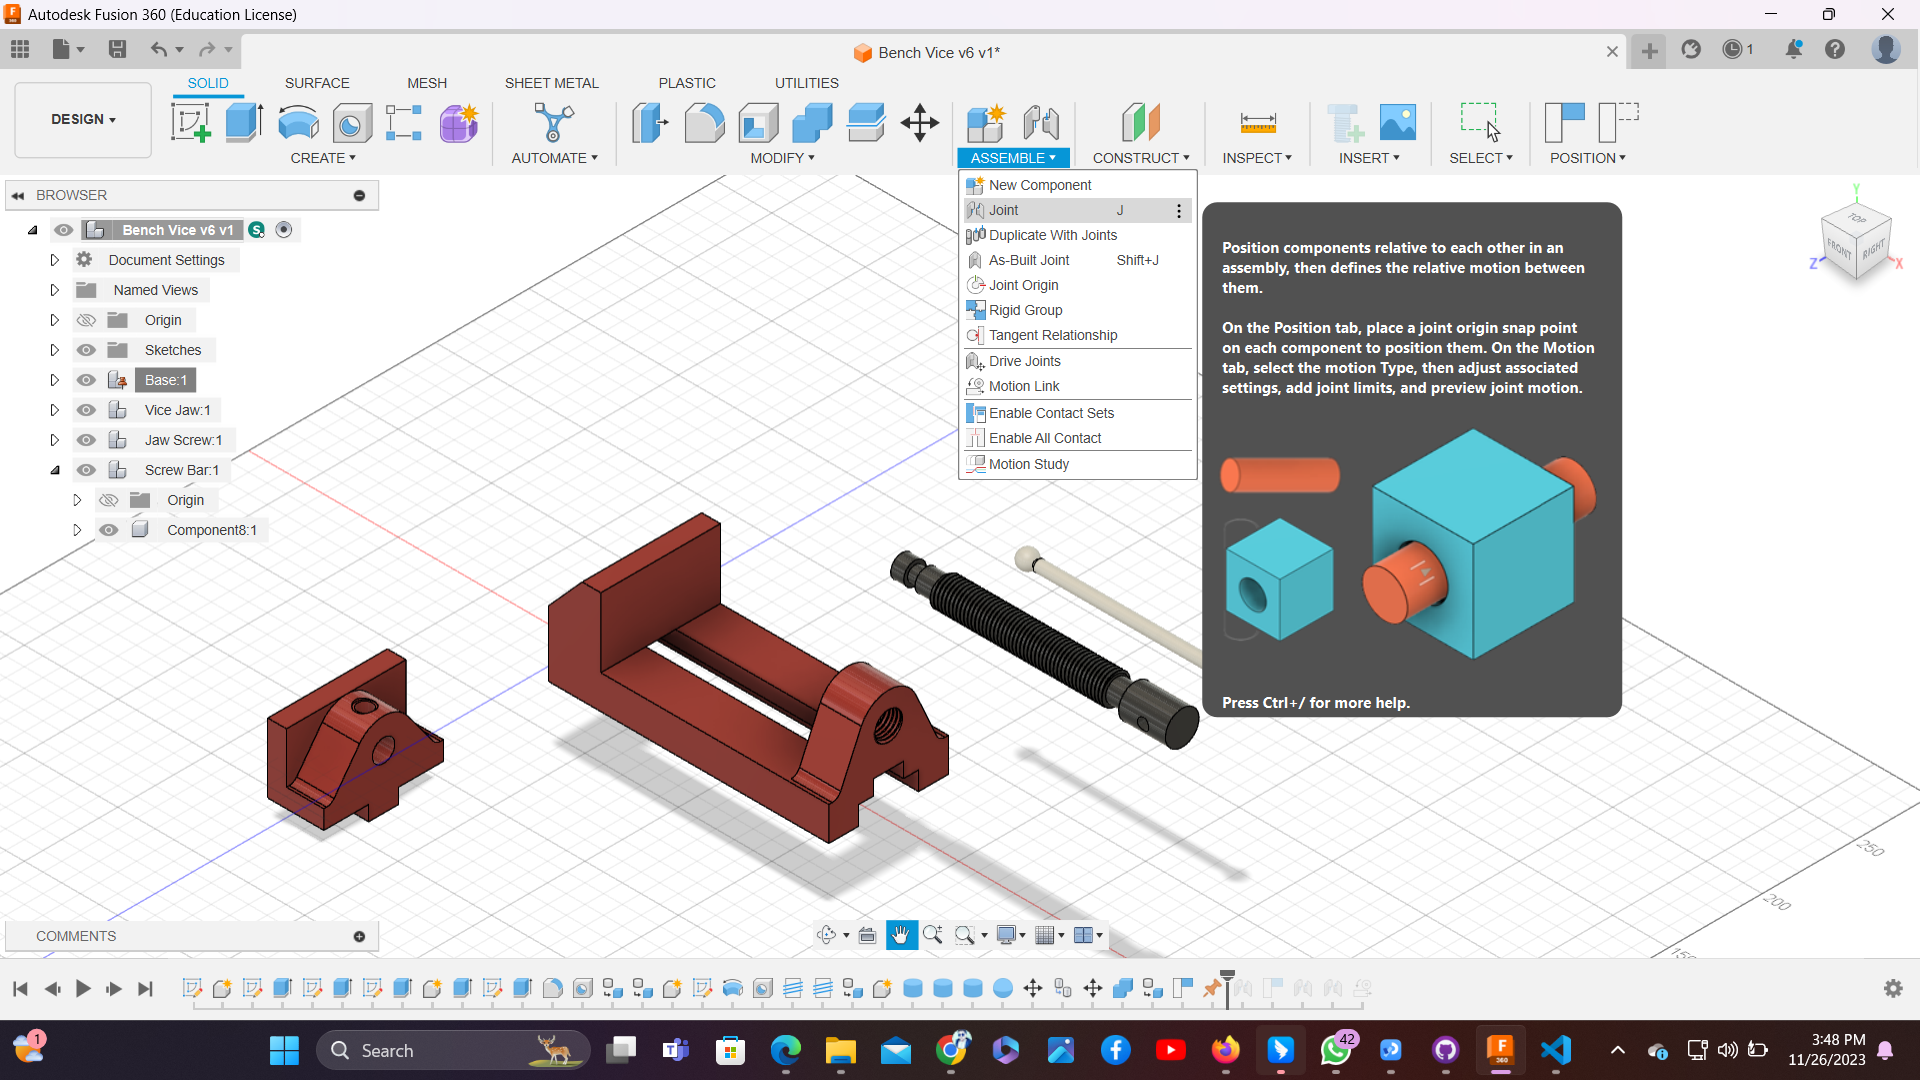 Autodesk Fusion 360 (Education License)
Bench Vice v6 v1*
1
SOLID
SURFACE
MESH
SHEET METAL
PLASTIC
UTILITIES
DESIGN
CREATE
AUTOMATE
MODIFY
ASSEMBLE
CONSTRUCT
INSPECT
INSERT
SELECT
POSITION
BROWSER
Bench Vice v6 v1
S
Document Settings
Named Views
Origin
Sketches
Base:1
Vice Jaw:1
Jaw Screw:1
Screw Bar:1
Origin
Component8:1
New Component
Joint J
Duplicate With Joints
As-Built Joint Shift+J
Joint Origin
Rigid Group
Tangent Relationship
Drive Joints
Motion Link
Enable Contact Sets
Enable All Contact
Motion Study
Position components relative to each other in an
assembly, then defines the relative motion between
them.
On the Position tab, place a joint origin snap point
on each component to position them. On the Motion
tab, select the motion Type, then adjust associated
settings, add joint limits, and preview joint motion.
Press Ctrl+/ for more help.
Y
TOP
FRONT
RIGHT
Z
X
250
200
150
COMMENTS
1
Search
42
3:48 PM
11/26/2023